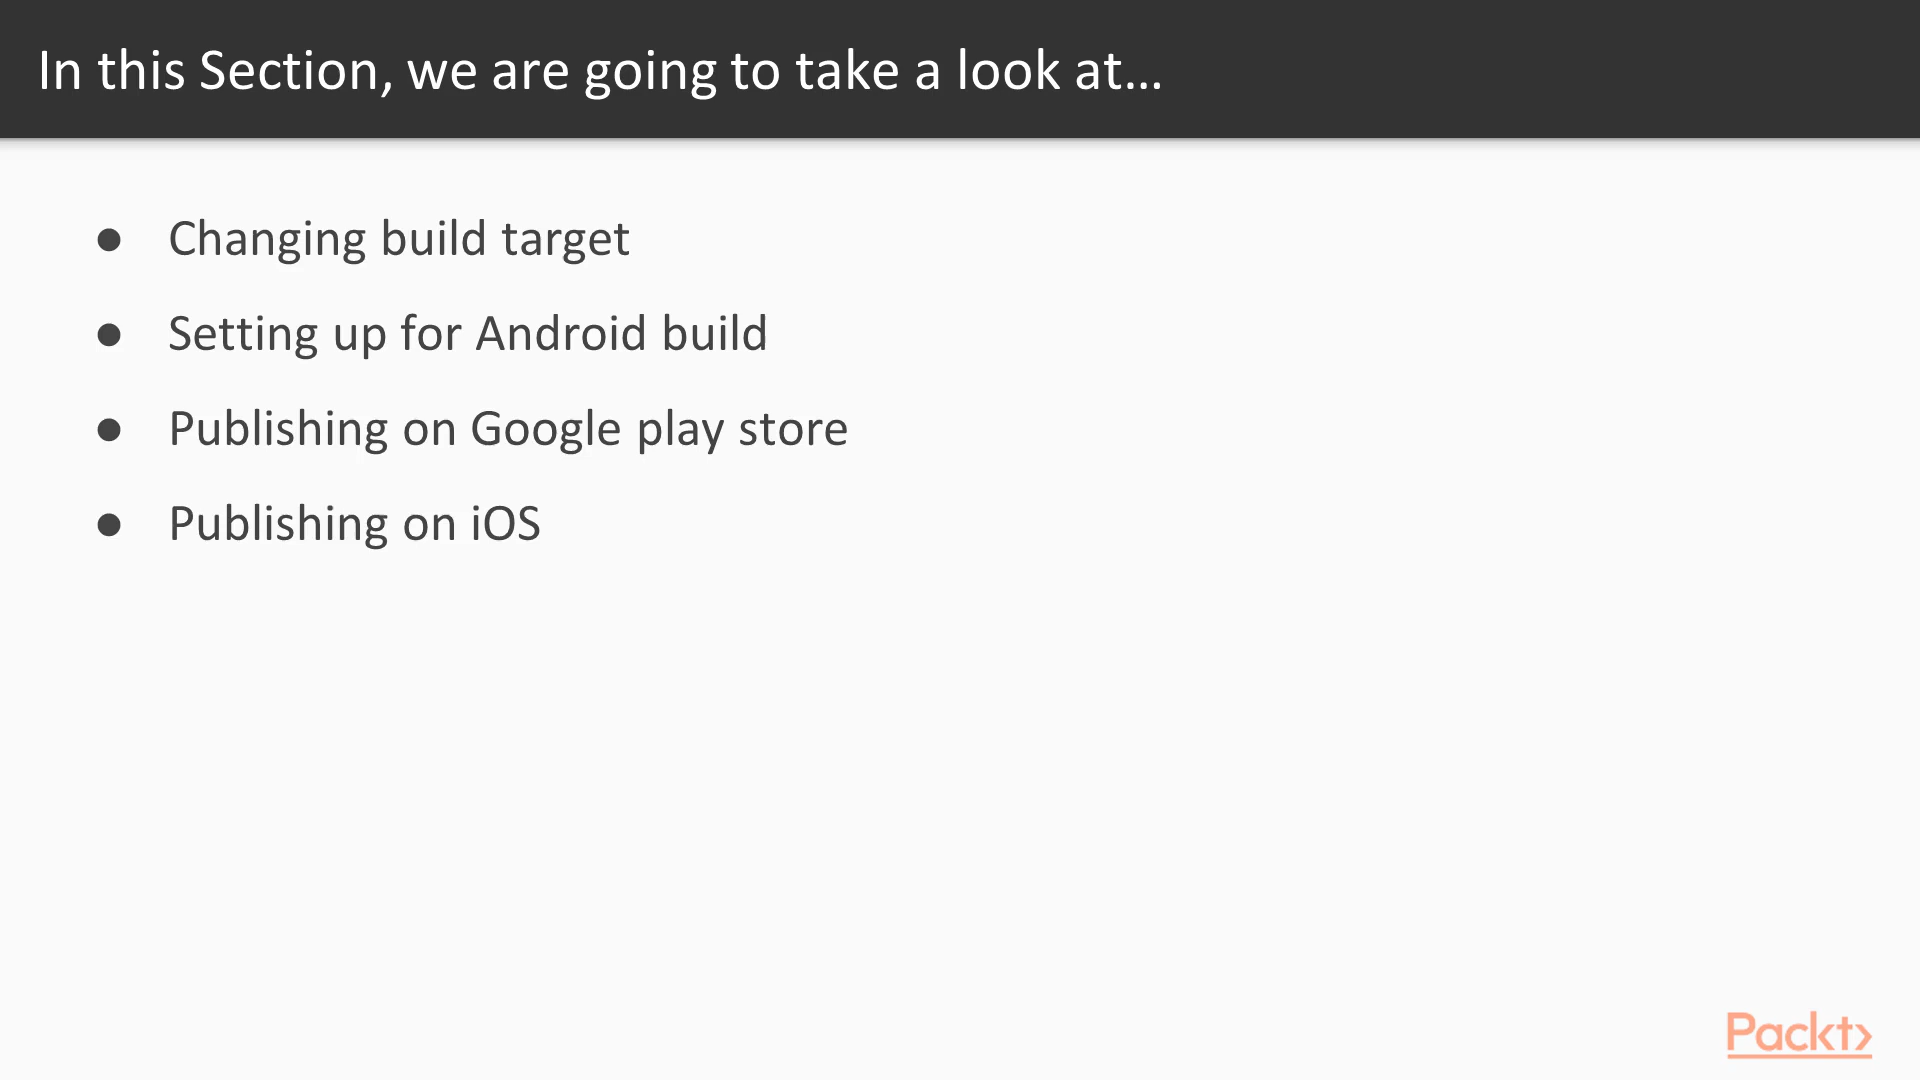 In this Section, we are going to take a look at...
● Changing build target
● Setting up for Android build
● Publishing on Google play store
● Publishing on iOS
Packt>